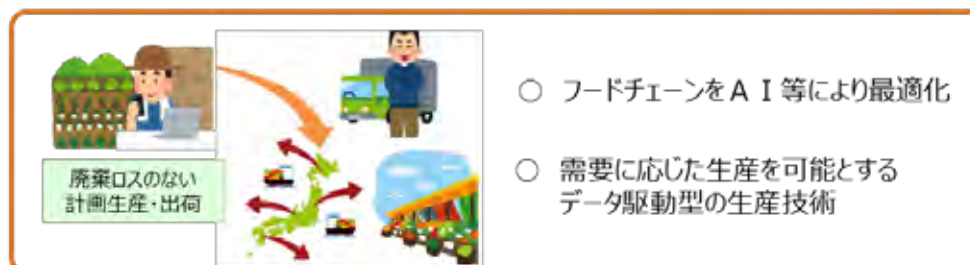 廃棄ロスのない
計画生産・出荷
○ フードチェーンをＡＩ等により最適化
○ 需要に応じた生産を可能とする
データ駆動型の生産技術